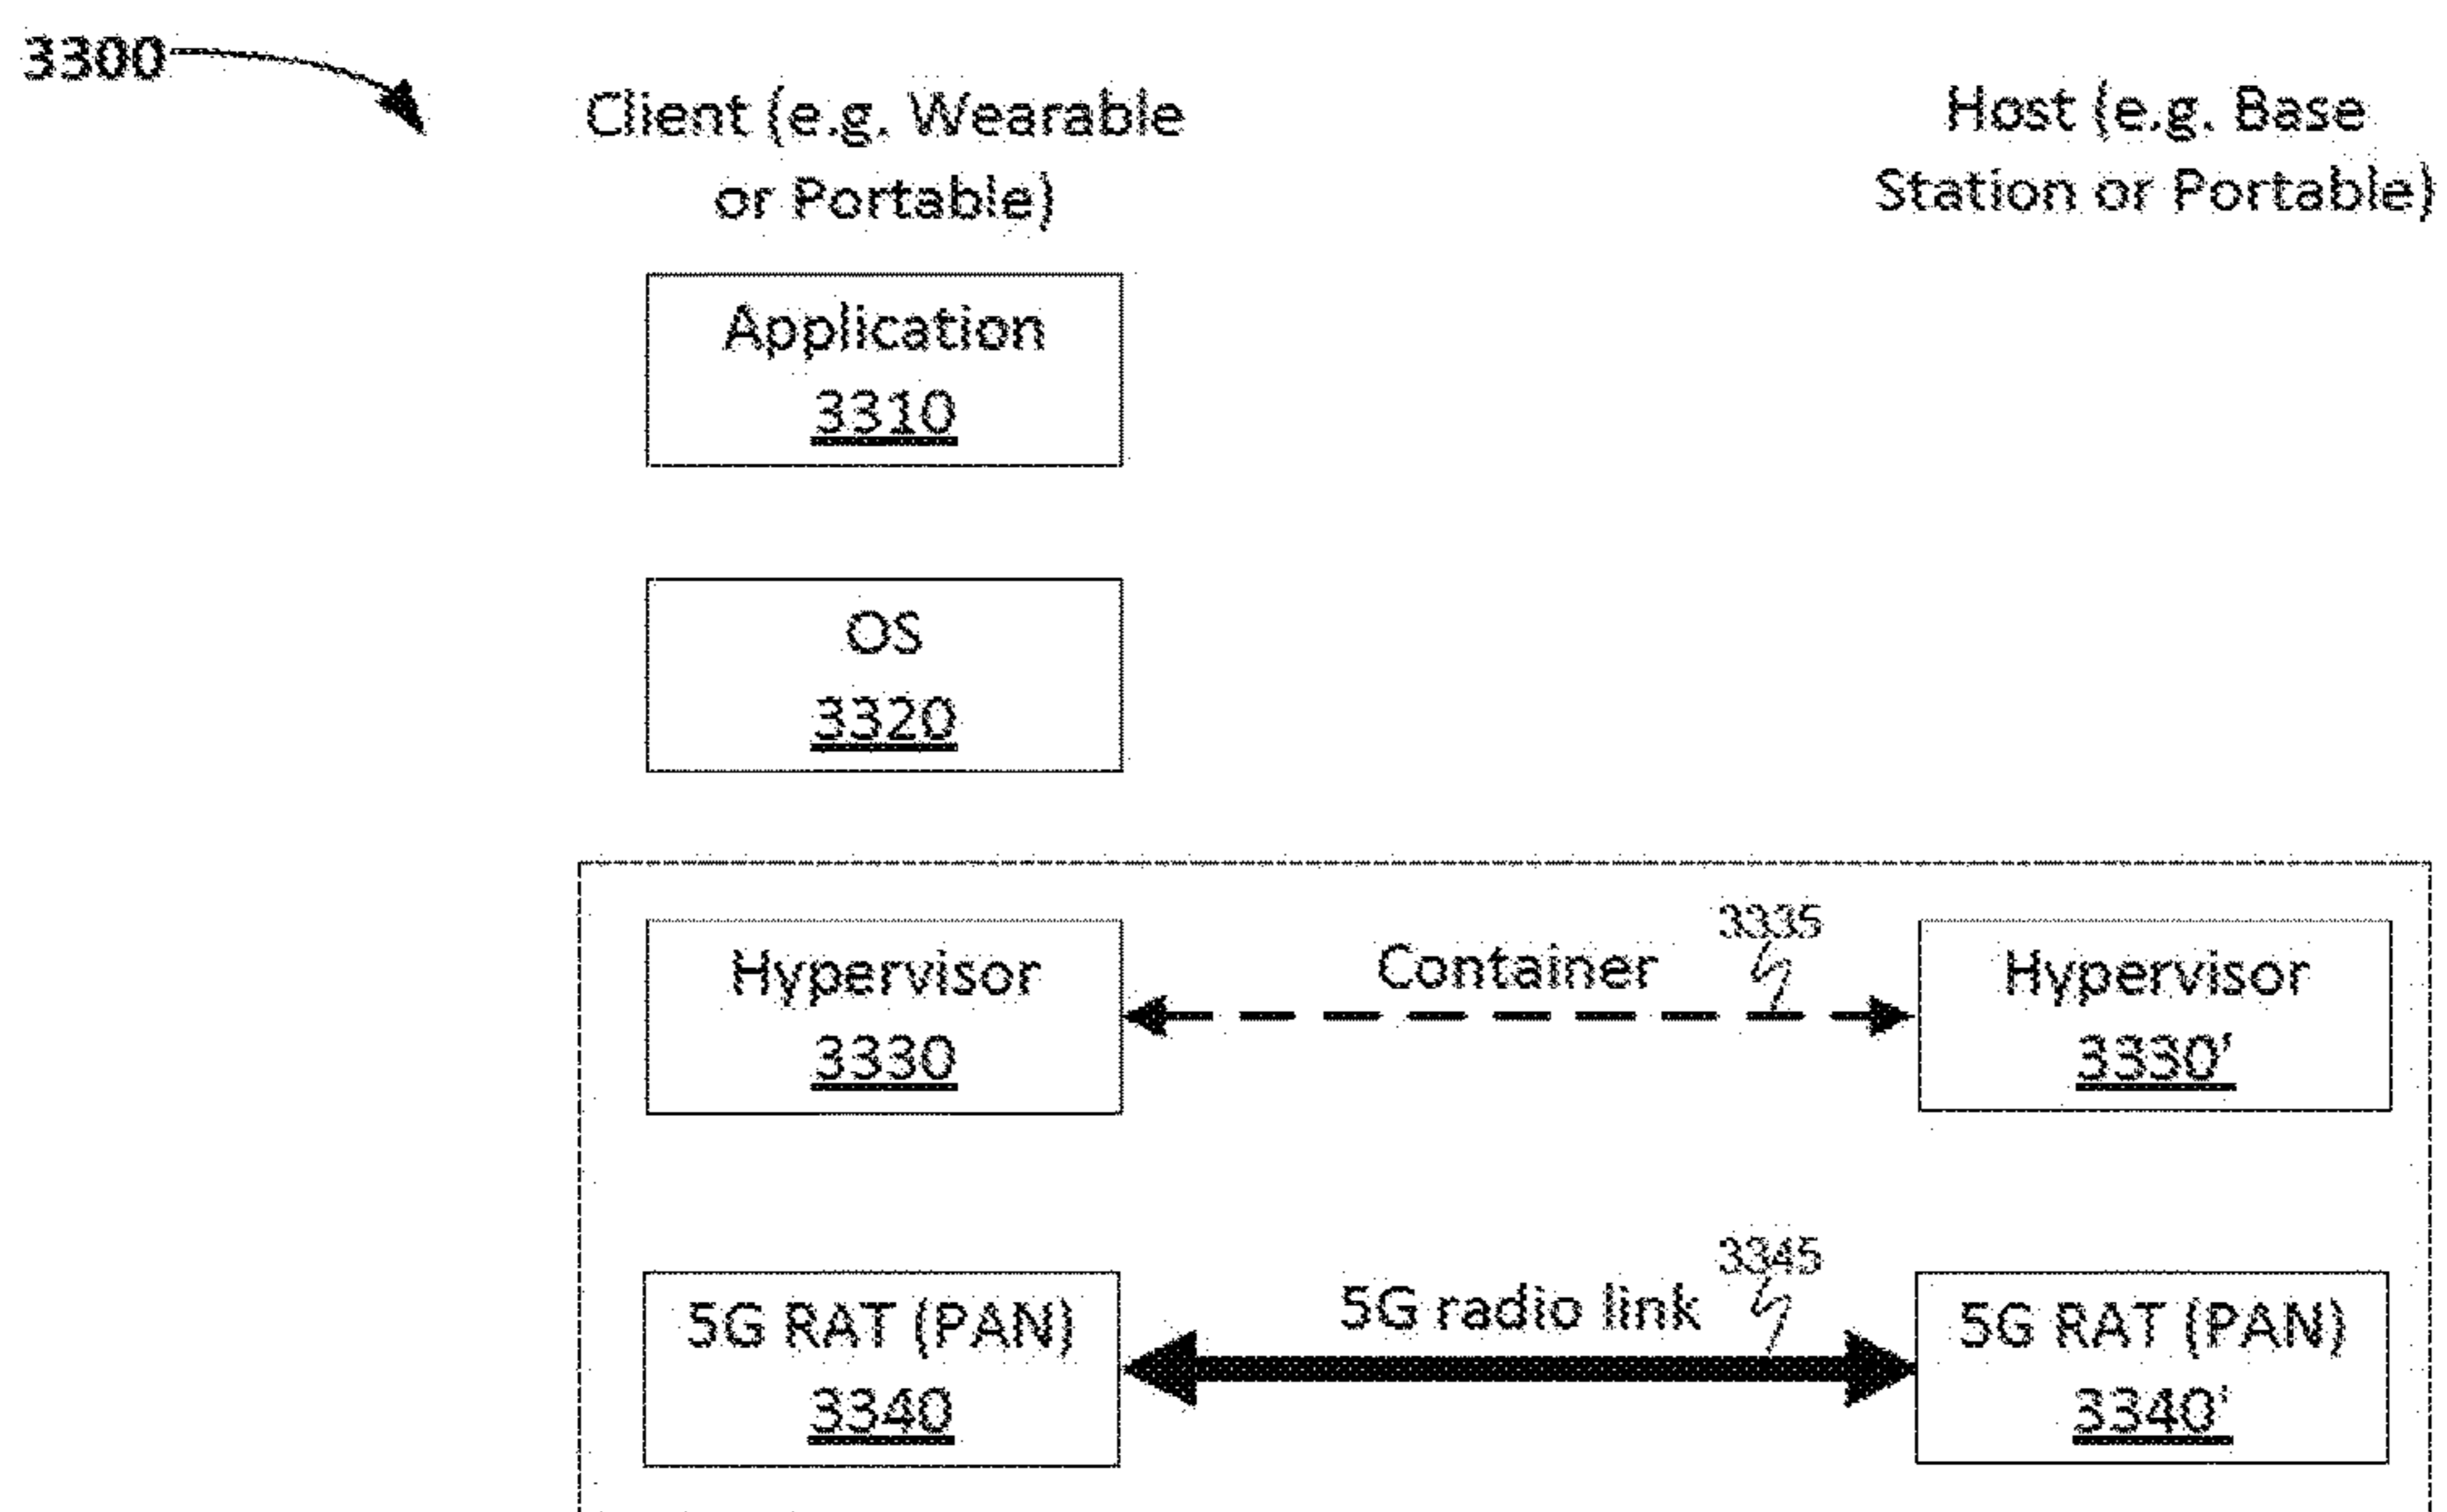 3300
Client (e.g. Wearable
or Portable)
Host (e.g. Base
Station or Portable)
Application
3310
OS
3320
Hypervisor
3330
Container
3335
Hypervisor
3330'
5G RAT (PAN)
3340
5G radio link
3345
5G RAT (PAN)
3340'